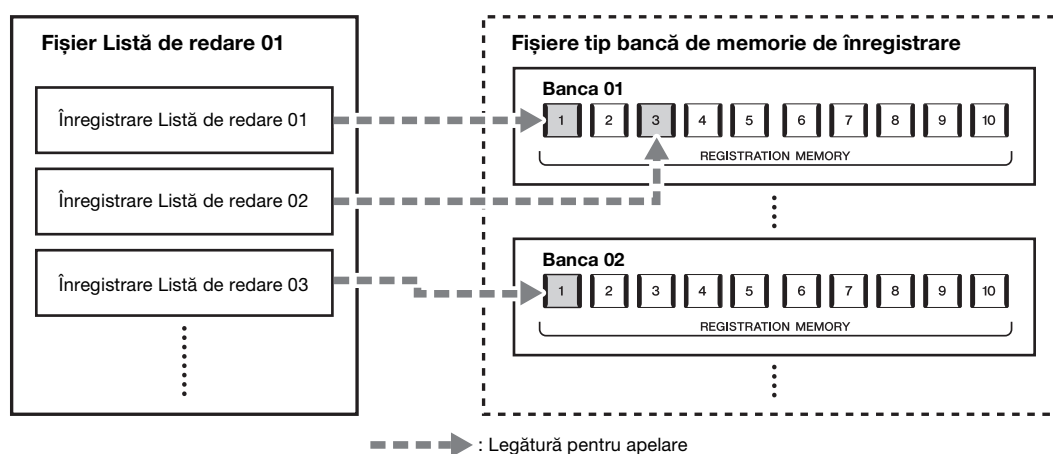 Fișier Listă de redare 01
Înregistrare Listă de redare 01
Înregistrare Listă de redare 02
Înregistrare Listă de redare 03
Fișiere tip bancă de memorie de înregistrare
Banca 01
1 2 3 4 5 6 7 8 9 10
REGISTRATION MEMORY
Banca 02
1 2 3 4 5 6 7 8 9 10
REGISTRATION MEMORY
: Legătură pentru apelare